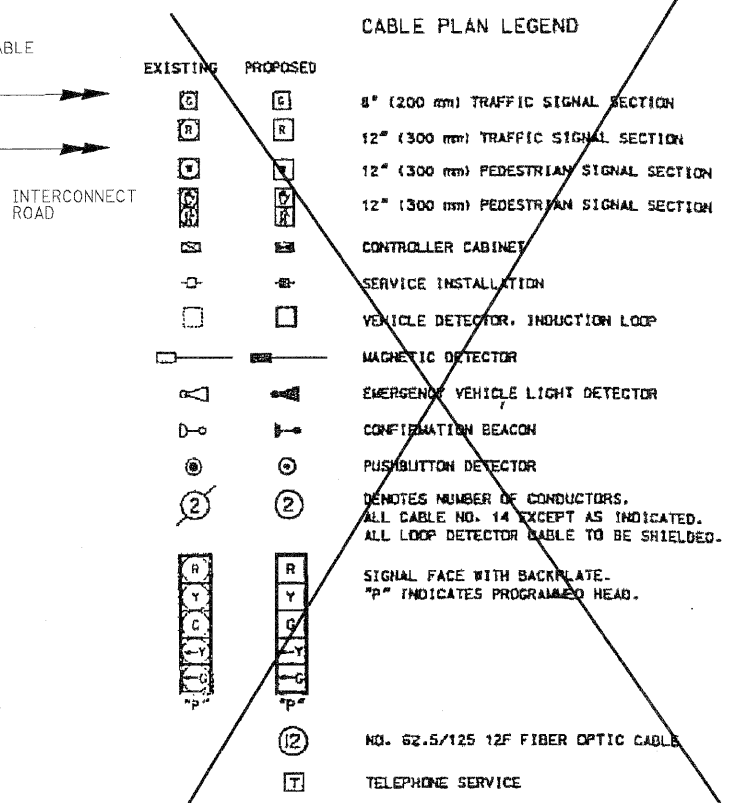 CABLE PLAN LEGEND
ABLE
EXISTING PROPOSED
G G 8" (200 mm) TRAFFIC SIGNAL SECTION
R R 12" (300 mm) TRAFFIC SIGNAL SECTION
12" (300 mm) PEDESTRIAN SIGNAL SECTION
INTERCONNECT
ROAD
12" (300 mm) PEDESTRIAN SIGNAL SECTION
CONTROLLER CABINET
SERVICE INSTALLATION
VEHICLE DETECTOR, INDUCTION LOOP
MAGNETIC DETECTOR
EMERGENCY VEHICLE LIGHT DETECTOR
CONFIRMATION BEACON
PUSHBUTTON DETECTOR
2 2 DENOTES NUMBER OF CONDUCTORS.
ALL CABLE NO. 14 EXCEPT AS INDICATED.
ALL LOOP DETECTOR CABLE TO BE SHIELDED.
R R SIGNAL FACE WITH BACKPLATE.
Y Y "P" INDICATES PROGRAMMED HEAD.
G G
←Y ←Y
←G ←G
"P" "P"
12 NO. 62.5/125 12F FIBER OPTIC CABLE
T TELEPHONE SERVICE